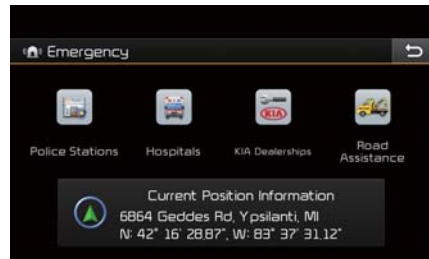 Emergency
KIA
Police Stations
Hospitals
KIA Dealerships
Road
Assistance
Current Position Information
6864 Geddes Rd, Ypsilanti, MI
N: 42° 16' 28.87", W: 83° 37' 31.12"